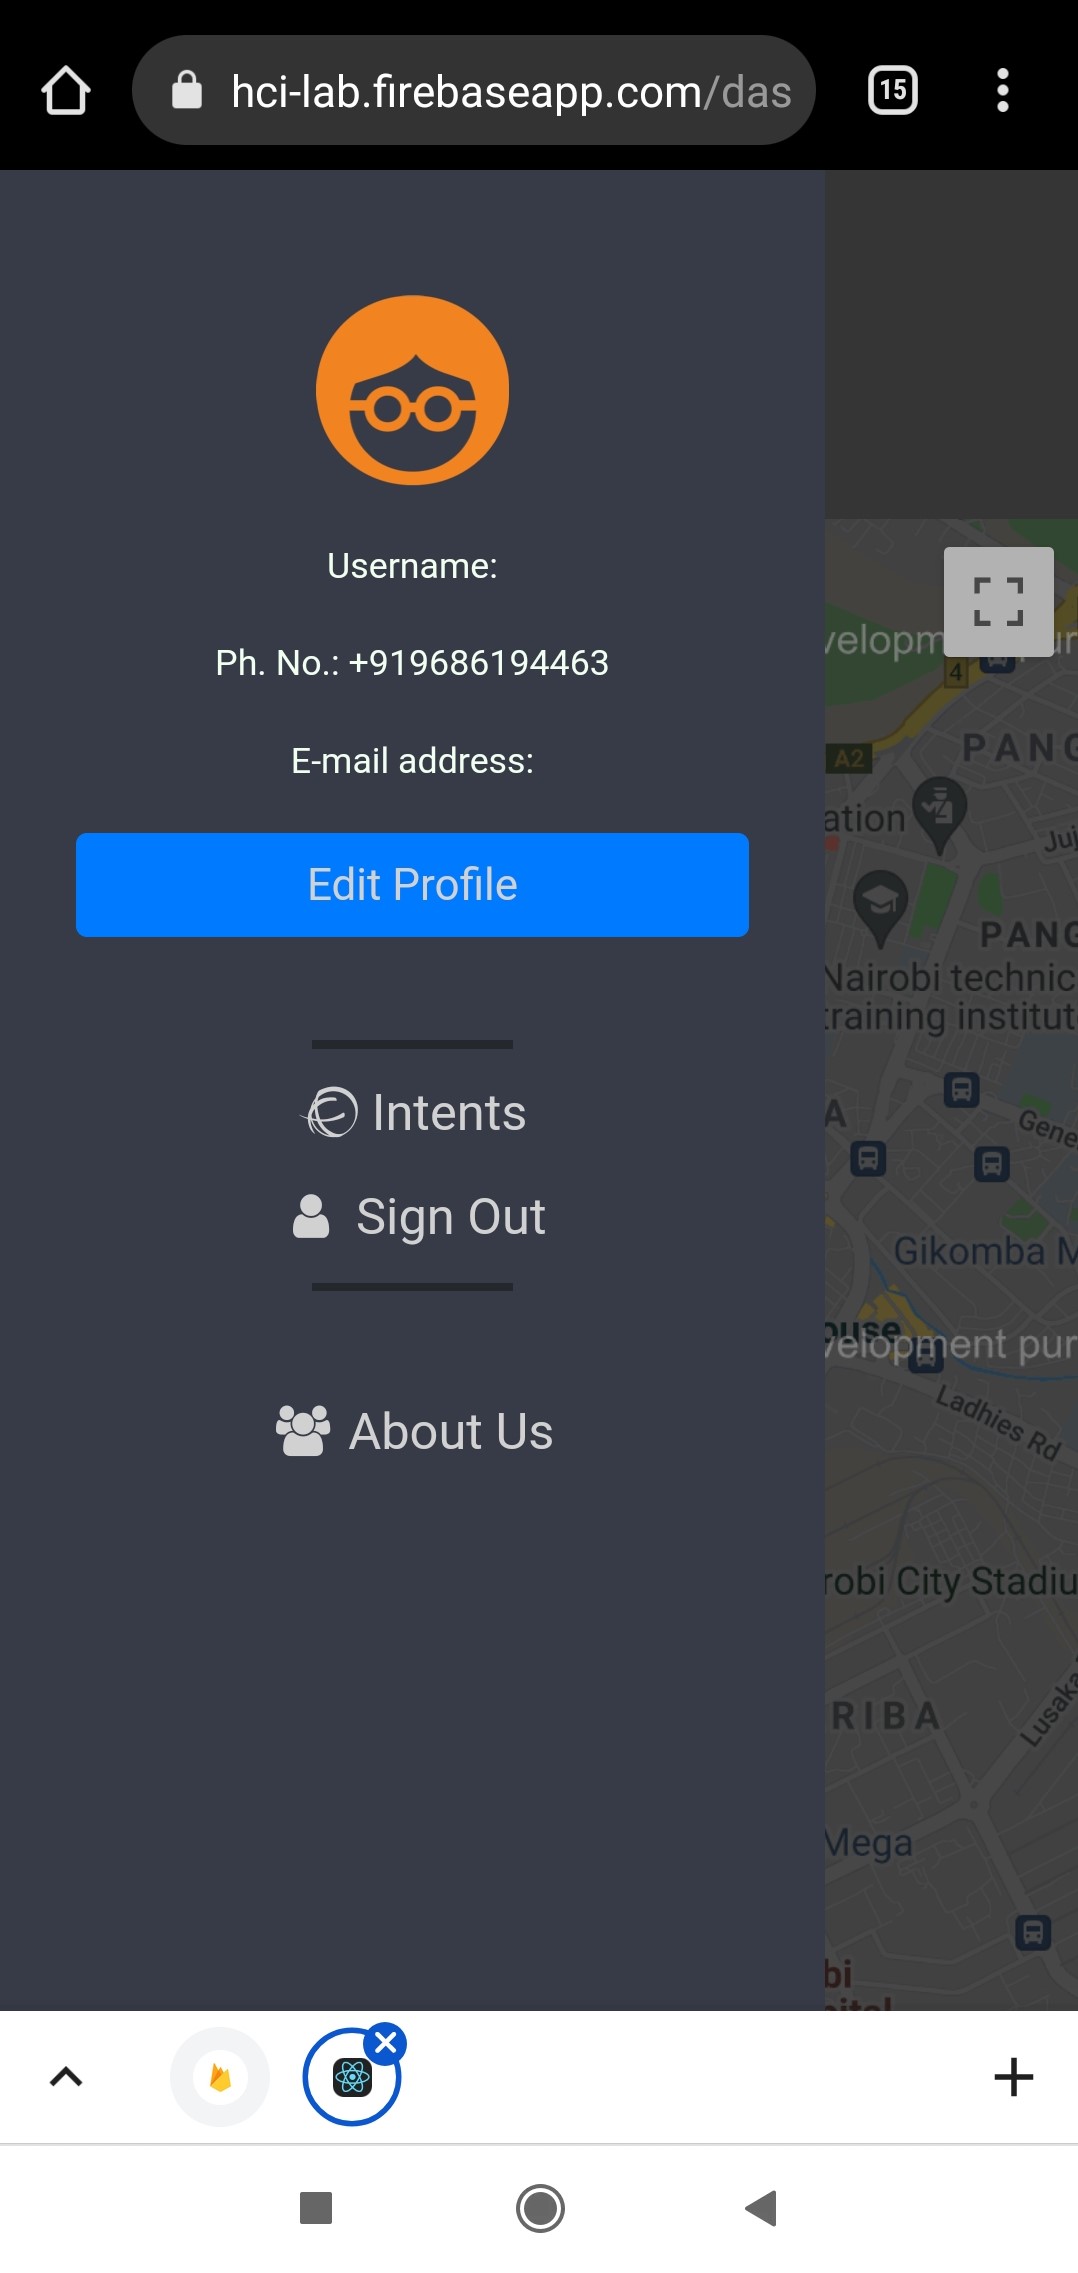 hci-lab.firebaseapp.com/das
15
Username:
Ph. No.: +919686194463
E-mail address:
Edit Profile
Intents
Sign Out
About Us
velopm
ur
4
A2
PANG
ation
Juj
PANG
Nairobi technic
training institut
A
Gene
Gikomba M
ouse
velopment pur
Ladhies Rd
robi City Stadiu
RIBA
Lusaka
Mega
bi
pital